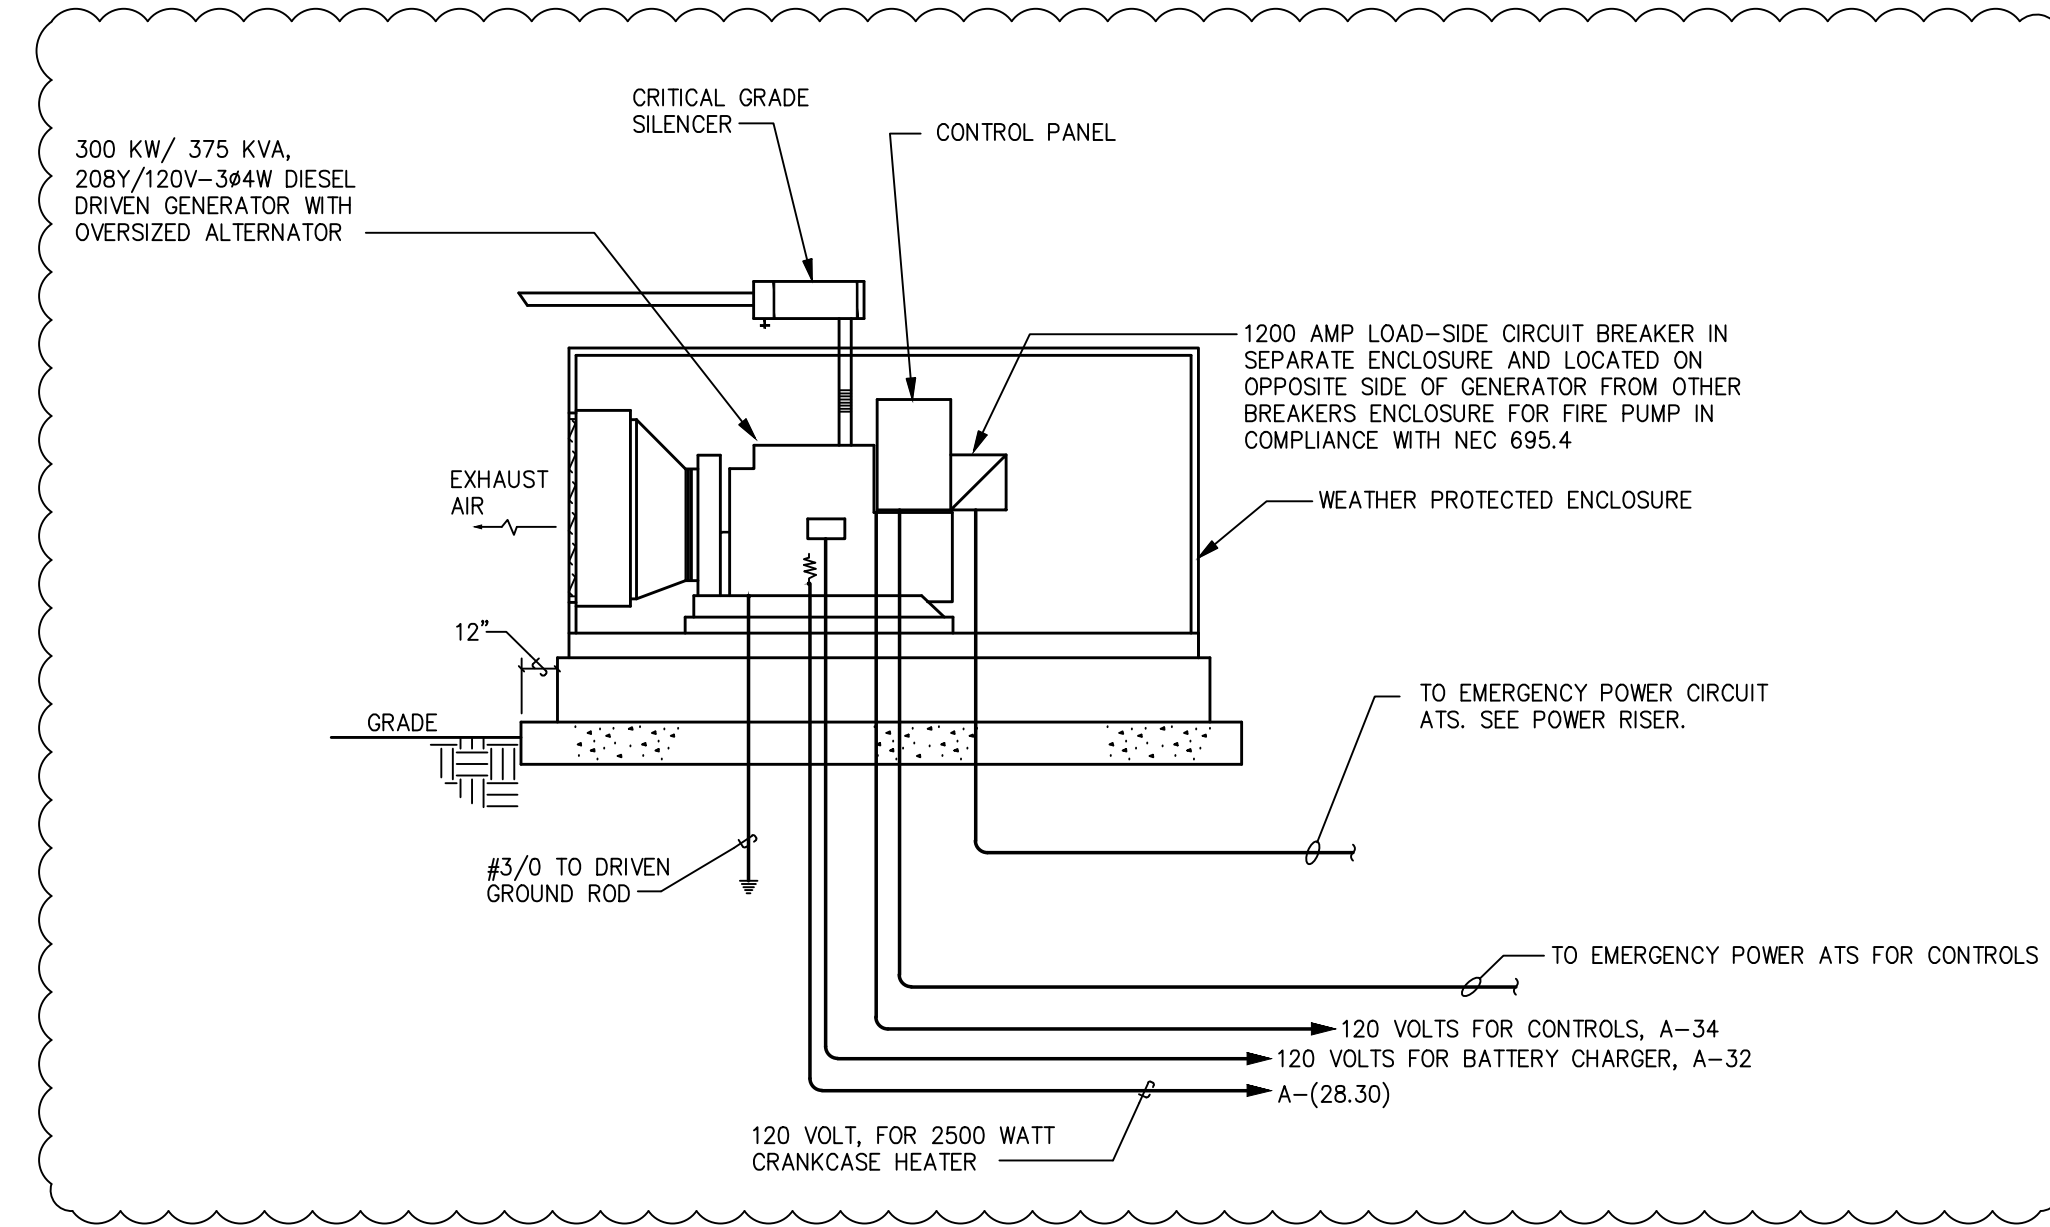 CRITICAL GRADE
SILENCER
CONTROL PANEL
300 KW/ 375 KVA,
208Y/120V-3ø4W DIESEL
DRIVEN GENERATOR WITH
OVERSIZED ALTERNATOR
1200 AMP LOAD-SIDE CIRCUIT BREAKER IN
SEPARATE ENCLOSURE AND LOCATED ON
OPPOSITE SIDE OF GENERATOR FROM OTHER
BREAKERS ENCLOSURE FOR FIRE PUMP IN
COMPLIANCE WITH NEC 695.4
EXHAUST
AIR
WEATHER PROTECTED ENCLOSURE
12"
TO EMERGENCY POWER CIRCUIT
ATS. SEE POWER RISER.
GRADE
#3/0 TO DRIVEN
GROUND ROD
TO EMERGENCY POWER ATS FOR CONTROLS
120 VOLTS FOR CONTROLS, A-34
120 VOLTS FOR BATTERY CHARGER, A-32
A-(28.30)
120 VOLT, FOR 2500 WATT
CRANKCASE HEATER